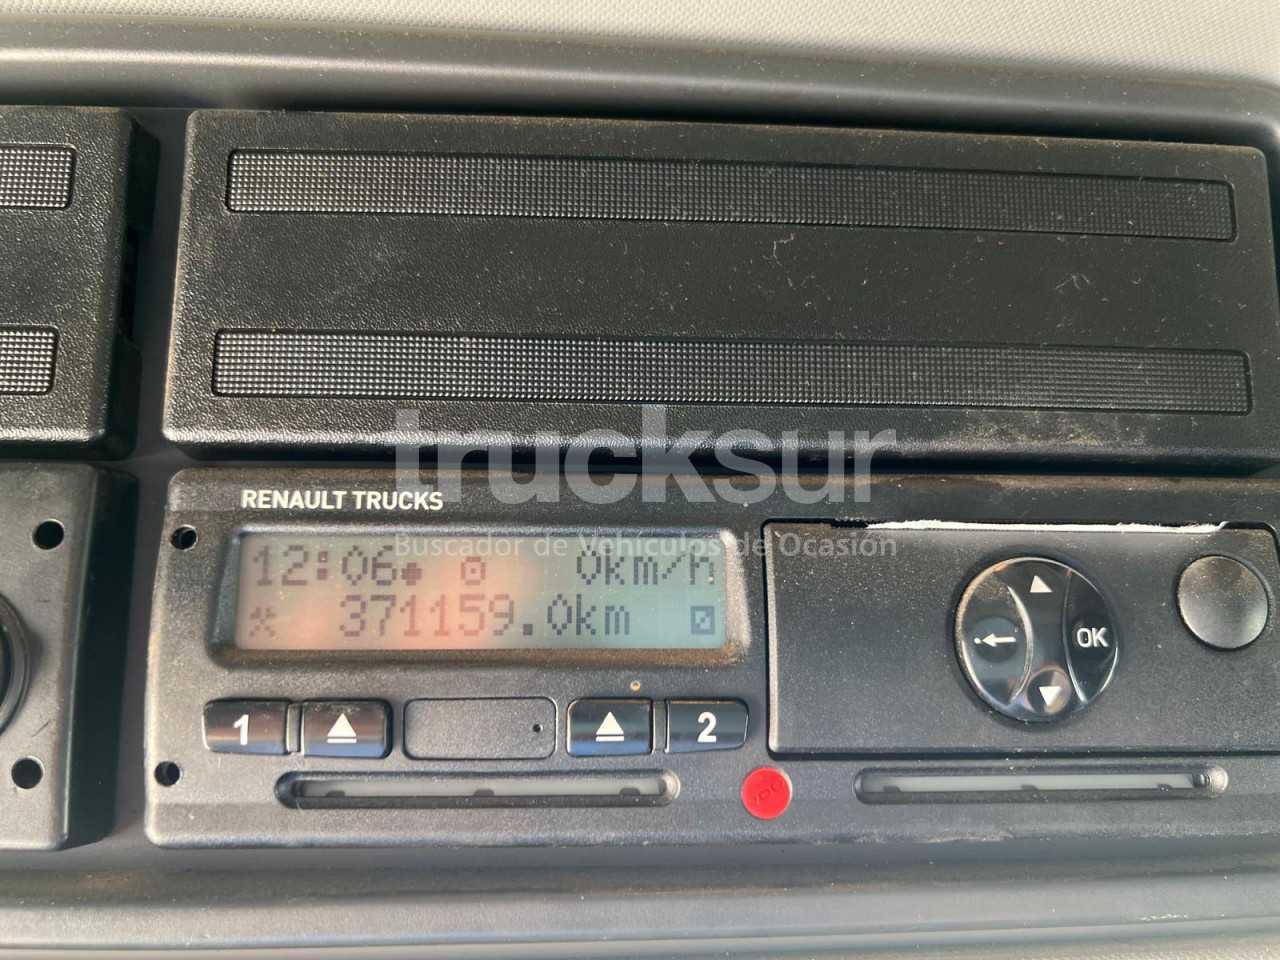 trucksur
RENAULT TRUCKS
Buscador de Vehículos de Ocasión
12:06 0km/h
371159.0km
OK
1 2